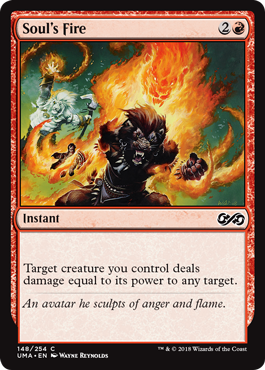 Soul's Fire 2
Instant
Target creature you control deals
damage equal to its power to any target.
An avatar he sculpts of anger and flame.
148/254 C
UMA • EN Wayne Reynolds ™ & © 2018 Wizards of the Coast